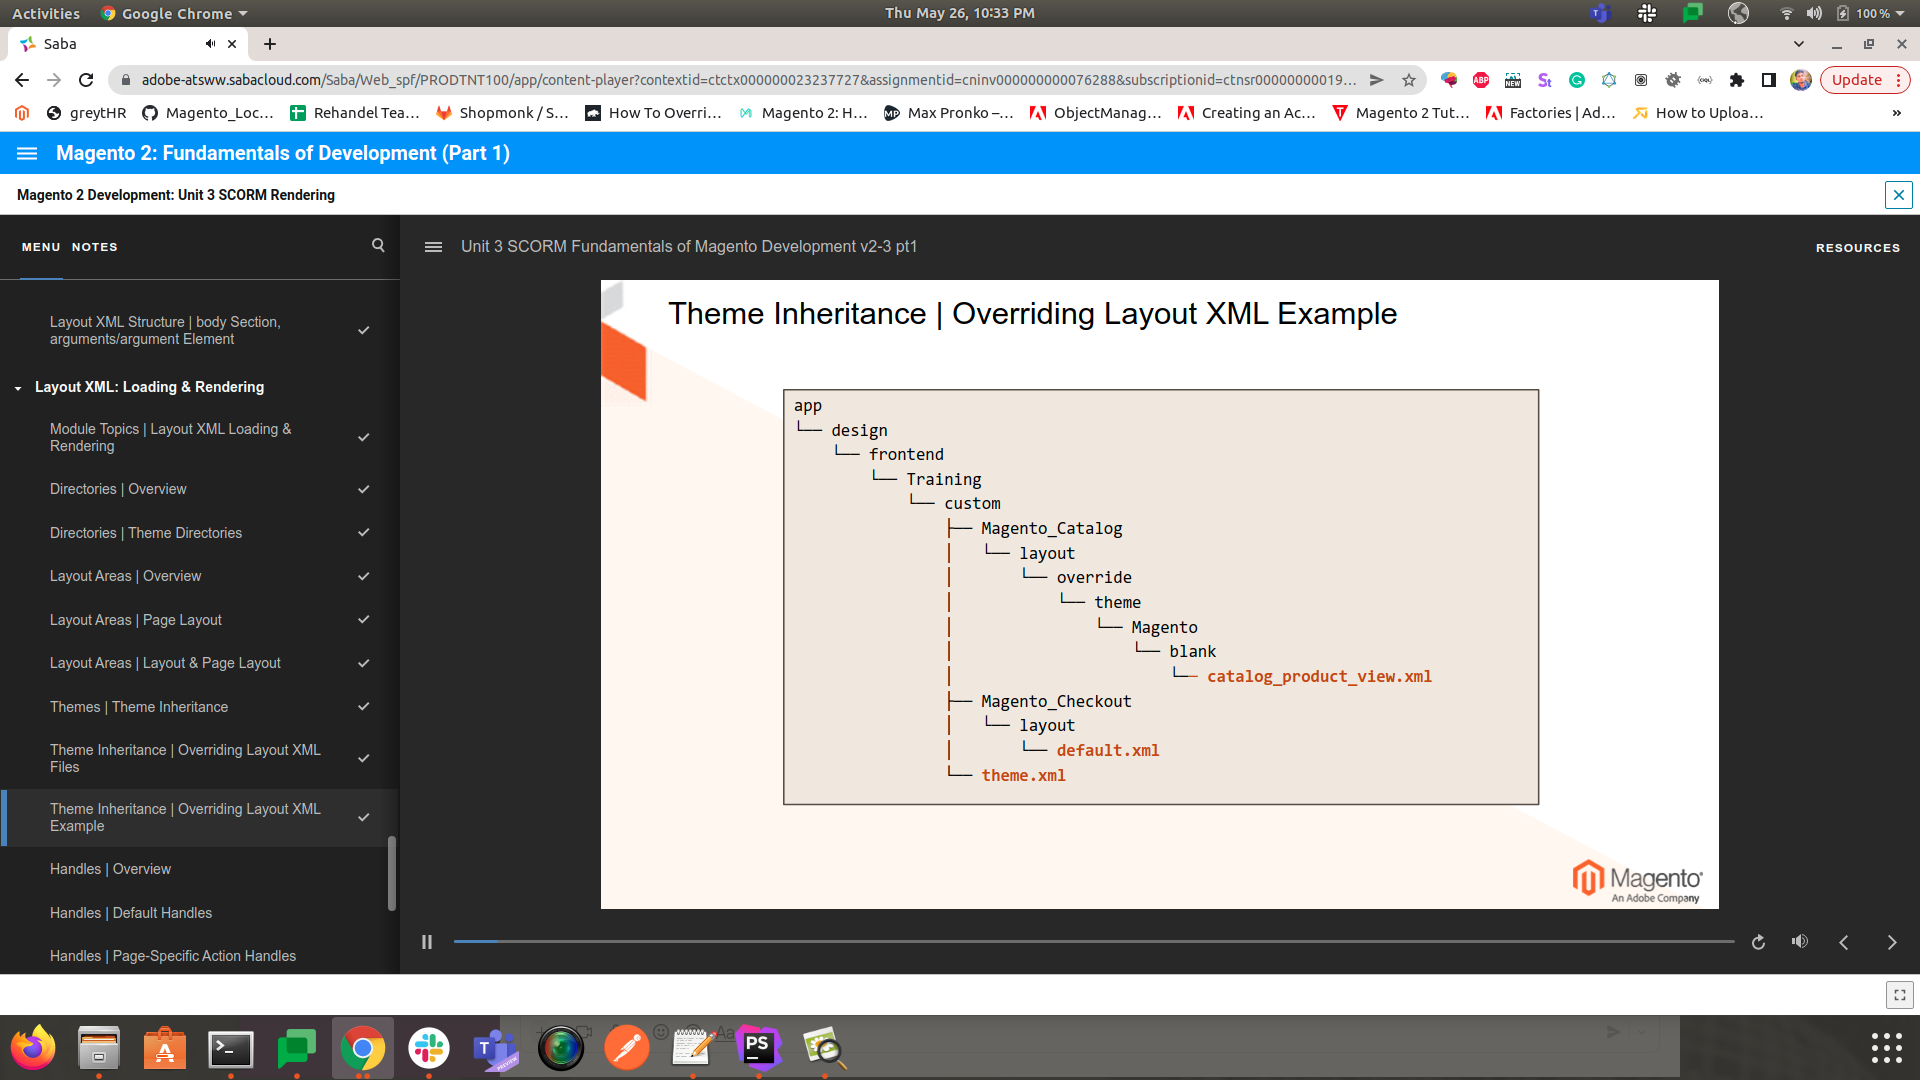 Activities Google Chrome Thu May 26, 10:33 PM 100 %
Saba
adobe-atsww.sabacloud.com/Saba/Web_spf/PRODTNT100/app/content-player?contextid=ctctx000000023237727&assignmentid=cninv000000000076288&subscriptionid=ctnsr00000000019... ABP NEW St Update
greyHR Magento_Loc... Rehandel Tea... Shopmonk / S... How To Overri... Magento 2: H... Max Pronko –... ObjectManag... Creating an Ac... Magento 2 Tut... Factories | Ad... How to Uploa... »
Magento 2: Fundamentals of Development (Part 1)
Magento 2 Development: Unit 3 SCORM Rendering
MENU NOTES
Unit 3 SCORM Fundamentals of Magento Development v2-3 pt1
RESOURCES
Layout XML Structure | body Section,
arguments/argument Element
Layout XML: Loading & Rendering
Module Topics | Layout XML Loading &
Rendering
Directories | Overview
Directories | Theme Directories
Layout Areas | Overview
Layout Areas | Page Layout
Layout Areas | Layout & Page Layout
Themes | Theme Inheritance
Theme Inheritance | Overriding Layout XML
Files
Theme Inheritance | Overriding Layout XML
Example
Handles | Overview
Handles | Default Handles
Handles | Page-Specific Action Handles
Theme Inheritance | Overriding Layout XML Example
app
└── design
└── frontend
└── Training
└── custom
├── Magento_Catalog
│ └── layout
│ └── override
│ └── theme
│ └── Magento
│ └── blank
│ └── catalog_product_view.xml
├── Magento_Checkout
│ └── layout
│ └── default.xml
└── theme.xml
Magento
An Adobe Company
PS